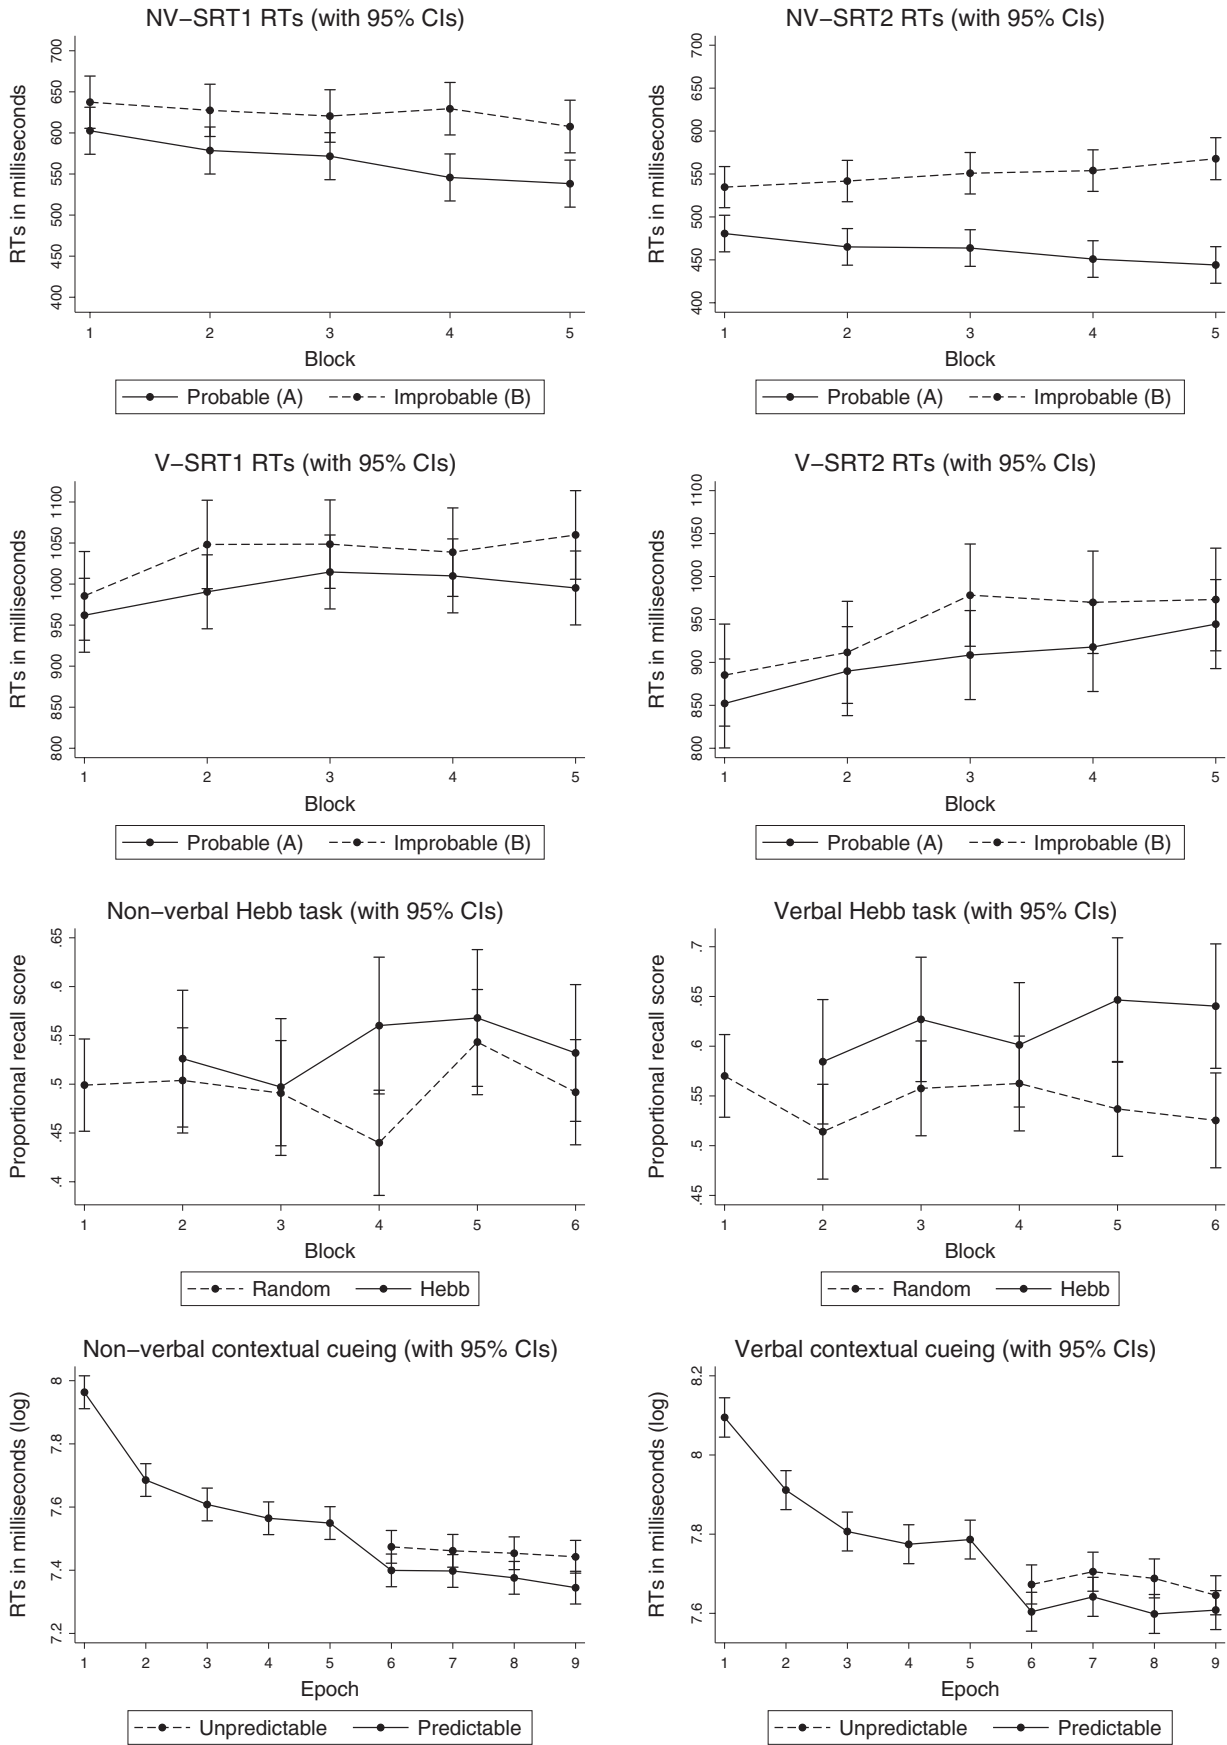 NV−SRT1 RTs (with 95% CIs)
RTs in milliseconds
700
650
600
550
500
450
400
1 2 3 4 5
Block
Probable (A) Improbable (B)
NV−SRT2 RTs (with 95% CIs)
RTs in milliseconds
700
650
600
550
500
450
400
1 2 3 4 5
Block
Probable (A) Improbable (B)
V−SRT1 RTs (with 95% CIs)
RTs in milliseconds
1100
1050
1000
950
900
850
800
1 2 3 4 5
Block
Probable (A) Improbable (B)
V−SRT2 RTs (with 95% CIs)
RTs in milliseconds
1100
1050
1000
950
900
850
800
1 2 3 4 5
Block
Probable (A) Improbable (B)
Non−verbal Hebb task (with 95% CIs)
Proportional recall score
.65
.6
.55
.5
.45
.4
1 2 3 4 5 6
Block
Random Hebb
Verbal Hebb task (with 95% CIs)
Proportional recall score
.7
.65
.6
.55
.5
.45
1 2 3 4 5 6
Block
Random Hebb
Non−verbal contextual cueing (with 95% CIs)
RTs in milliseconds (log)
8
7.8
7.6
7.4
7.2
1 2 3 4 5 6 7 8 9
Epoch
Unpredictable Predictable
Verbal contextual cueing (with 95% CIs)
RTs in milliseconds (log)
8.2
8
7.8
7.6
1 2 3 4 5 6 7 8 9
Epoch
Unpredictable Predictable